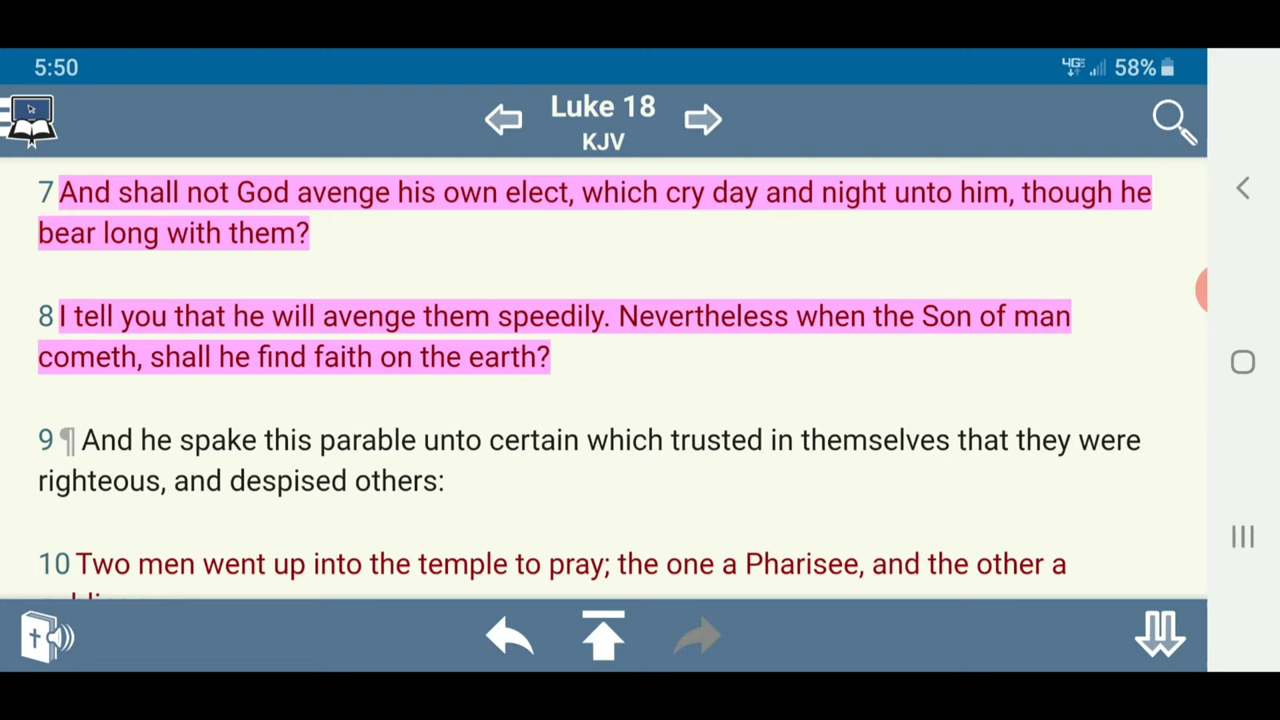 5:50
4GE 58%
Luke 18
KJV
7 And shall not God avenge his own elect, which cry day and night unto him, though he
bear long with them?
8 I tell you that he will avenge them speedily. Nevertheless when the Son of man
cometh, shall he find faith on the earth?
9 ¶ And he spake this parable unto certain which trusted in themselves that they were
righteous, and despised others:
10 Two men went up into the temple to pray; the one a Pharisee, and the other a